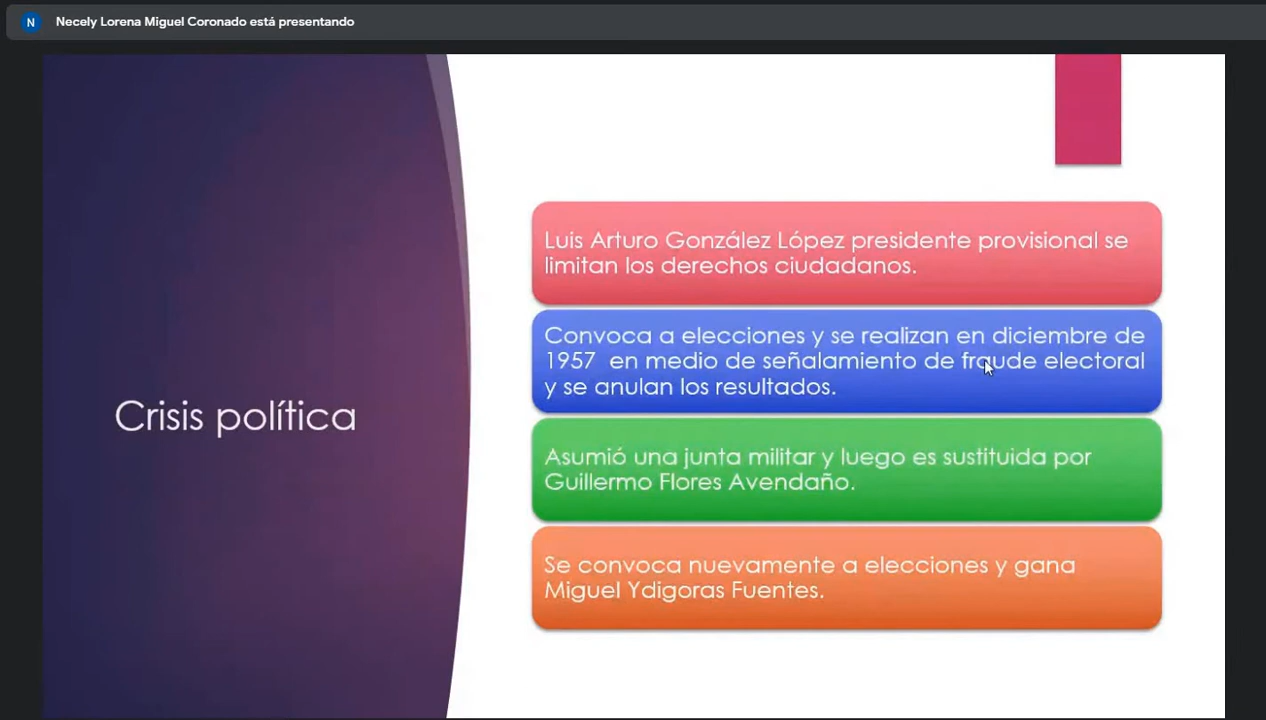 N
Necely Lorena Miguel Coronado está presentando
Crisis política
Luis Arturo González López presidente provisional se
limitan los derechos ciudadanos.
Convoca a elecciones y se realizan en diciembre de
1957 en medio de señalamiento de fraude electoral
y se anulan los resultados.
Asumió una junta militar y luego es sustituida por
Guillermo Flores Avendaño.
Se convoca nuevamente a elecciones y gana
Miguel Ydigoras Fuentes.